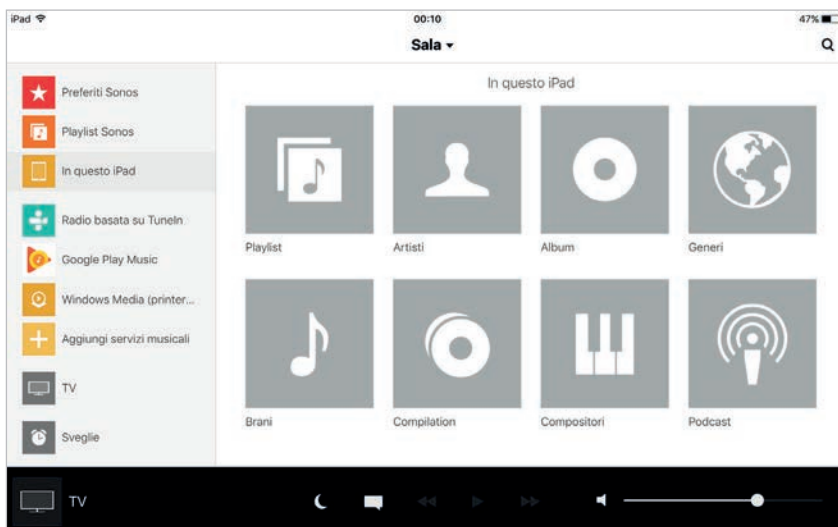 iPad 00:10 47%
Sala
Preferiti Sonos
Playlist Sonos
In questo iPad
Radio basata su TuneIn
Google Play Music
Windows Media (printer...
Aggiungi servizi musicali
TV
Sveglie
In questo iPad
Playlist Artisti Album Generi
Brani Compilation Compositori Podcast
TV